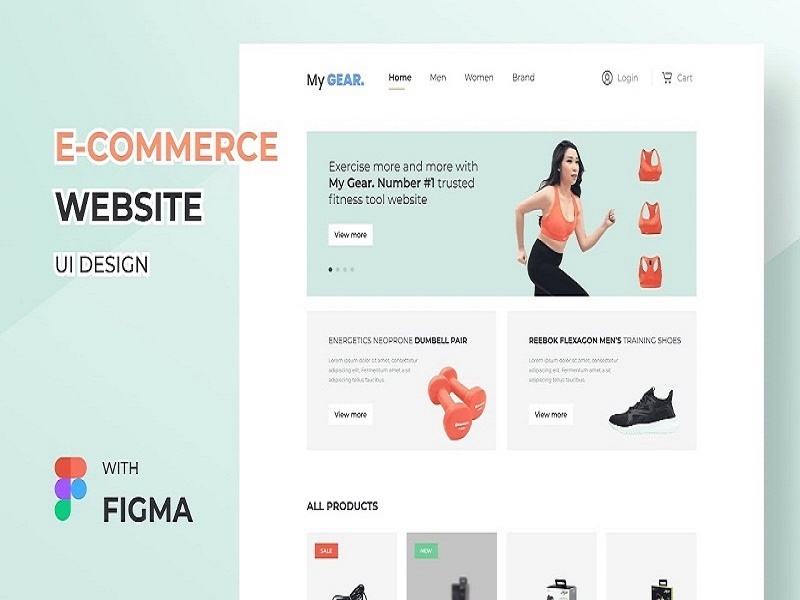 E-COMMERCE
WEBSITE
UI DESIGN
WITH
FIGMA
My GEAR.
Home
Men
Women
Brand
Login
Cart
Exercise more and more with
My Gear. Number #1 trusted
fitness tool website
View more
ENERGETICS NEOPRONE DUMBELL PAIR
Lorem ipsum dolor sit amet, consectetur
adipiscing elit. Fermentum amet a sit
adipiscing tellus faucibus.
View more
REEBOK FLEXAGON MEN'S TRAINING SHOES
Lorem ipsum dolor sit amet, consectetur
adipiscing elit. Fermentum amet a sit
adipiscing tellus faucibus.
View more
ALL PRODUCTS
SALE
NEW